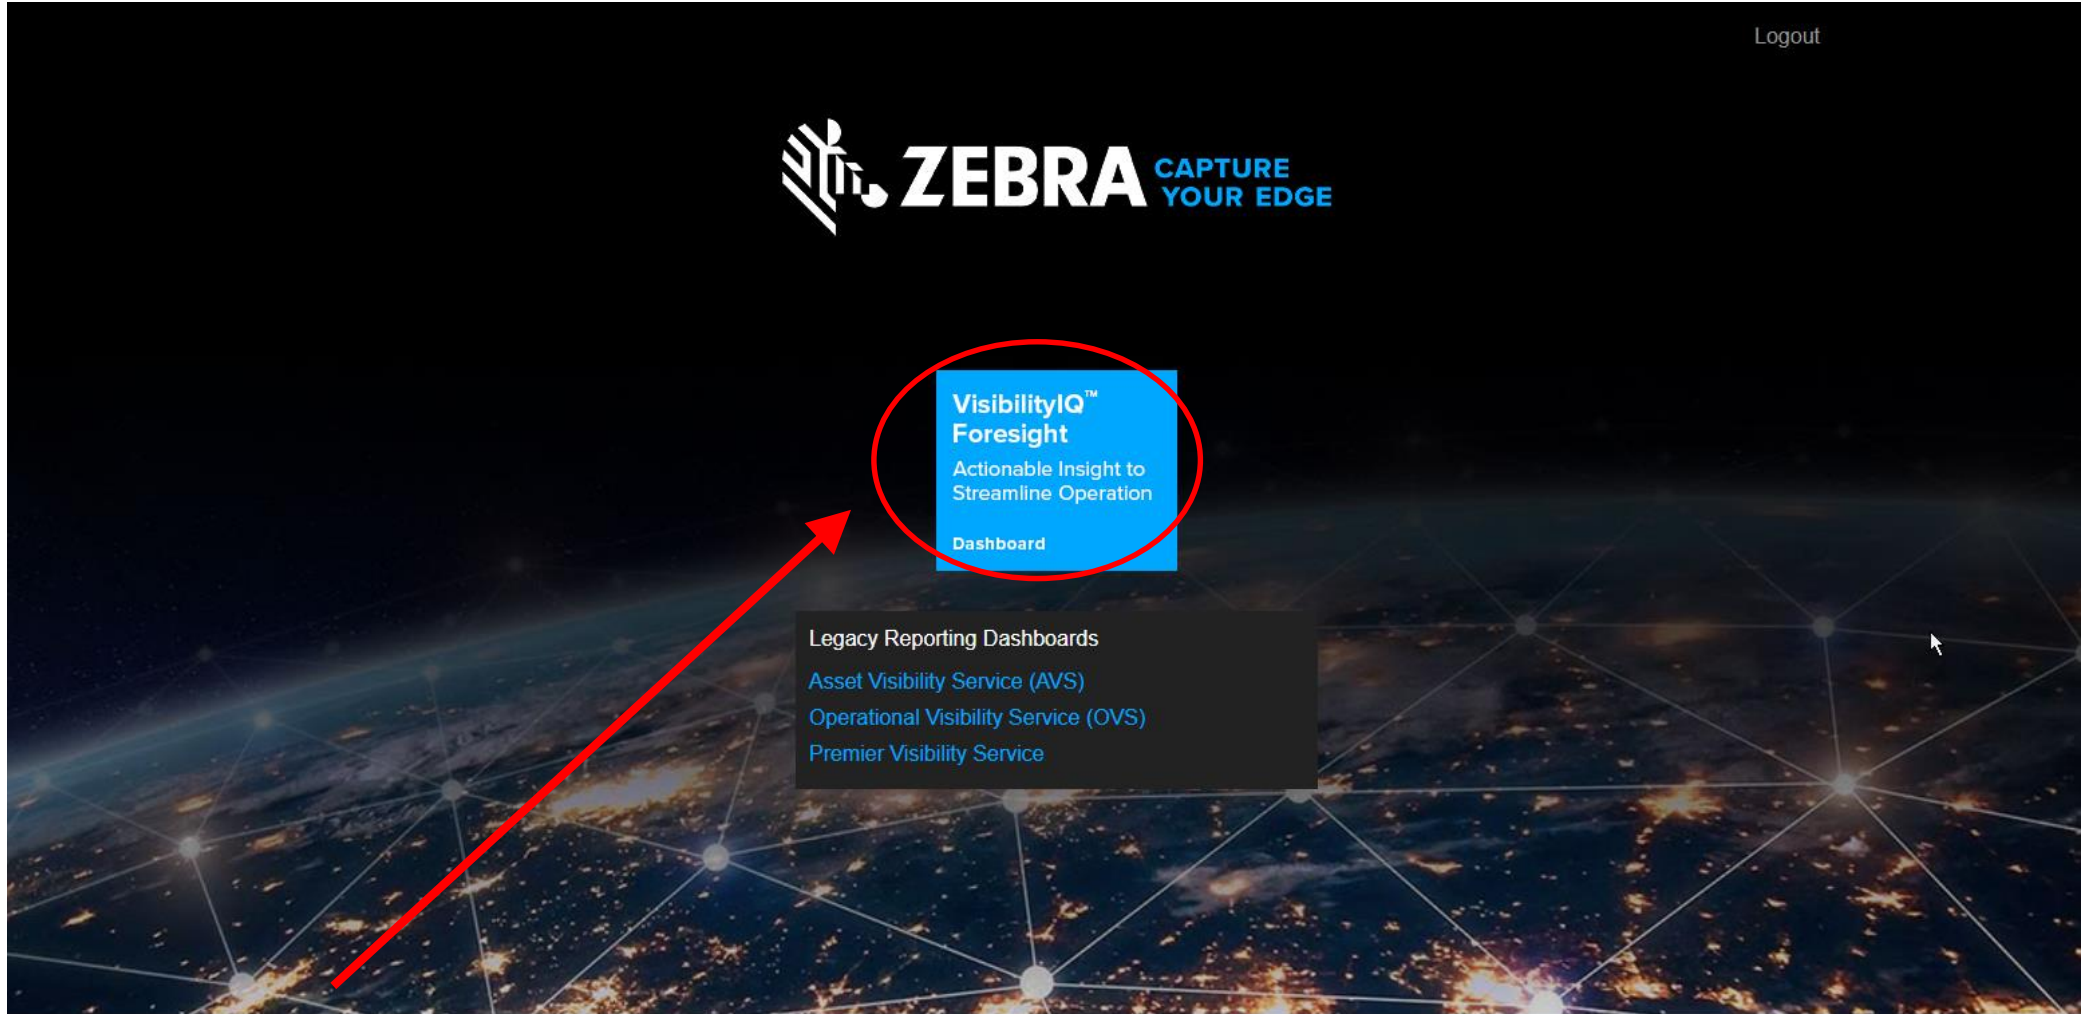 Logout
ZEBRA CAPTURE
YOUR EDGE
VisibilityIQ™
Foresight
Actionable Insight to
Streamline Operation
Dashboard
Legacy Reporting Dashboards
Asset Visibility Service (AVS)
Operational Visibility Service (OVS)
Premier Visibility Service